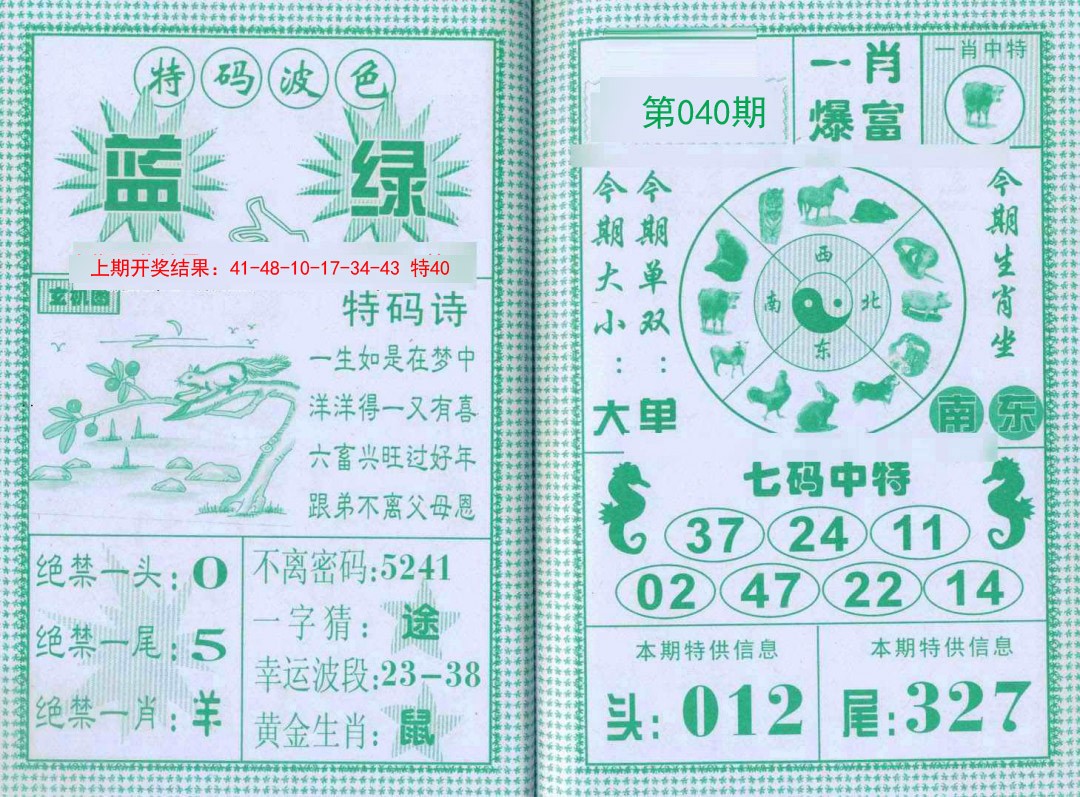 特码波色
蓝 绿
上期开奖结果：41-48-10-17-34-43 特40
玄机图
特码诗
一生如是在梦中
洋洋得一又有喜
六畜兴旺过好年
跟弟不离父母恩
绝禁一头：0
绝禁一尾：5
绝禁一肖：羊
不离密码:5241
一字猜：途
幸运波段:23-38
黄金生肖：鼠
第040期
一肖
爆富
一肖中特
今期大小：大
今期单双：单
西
南 北
东
今期生肖坐
南 东
七码中特
37 24 11
02 47 22 14
本期特供信息
头：012
本期特供信息
尾：327